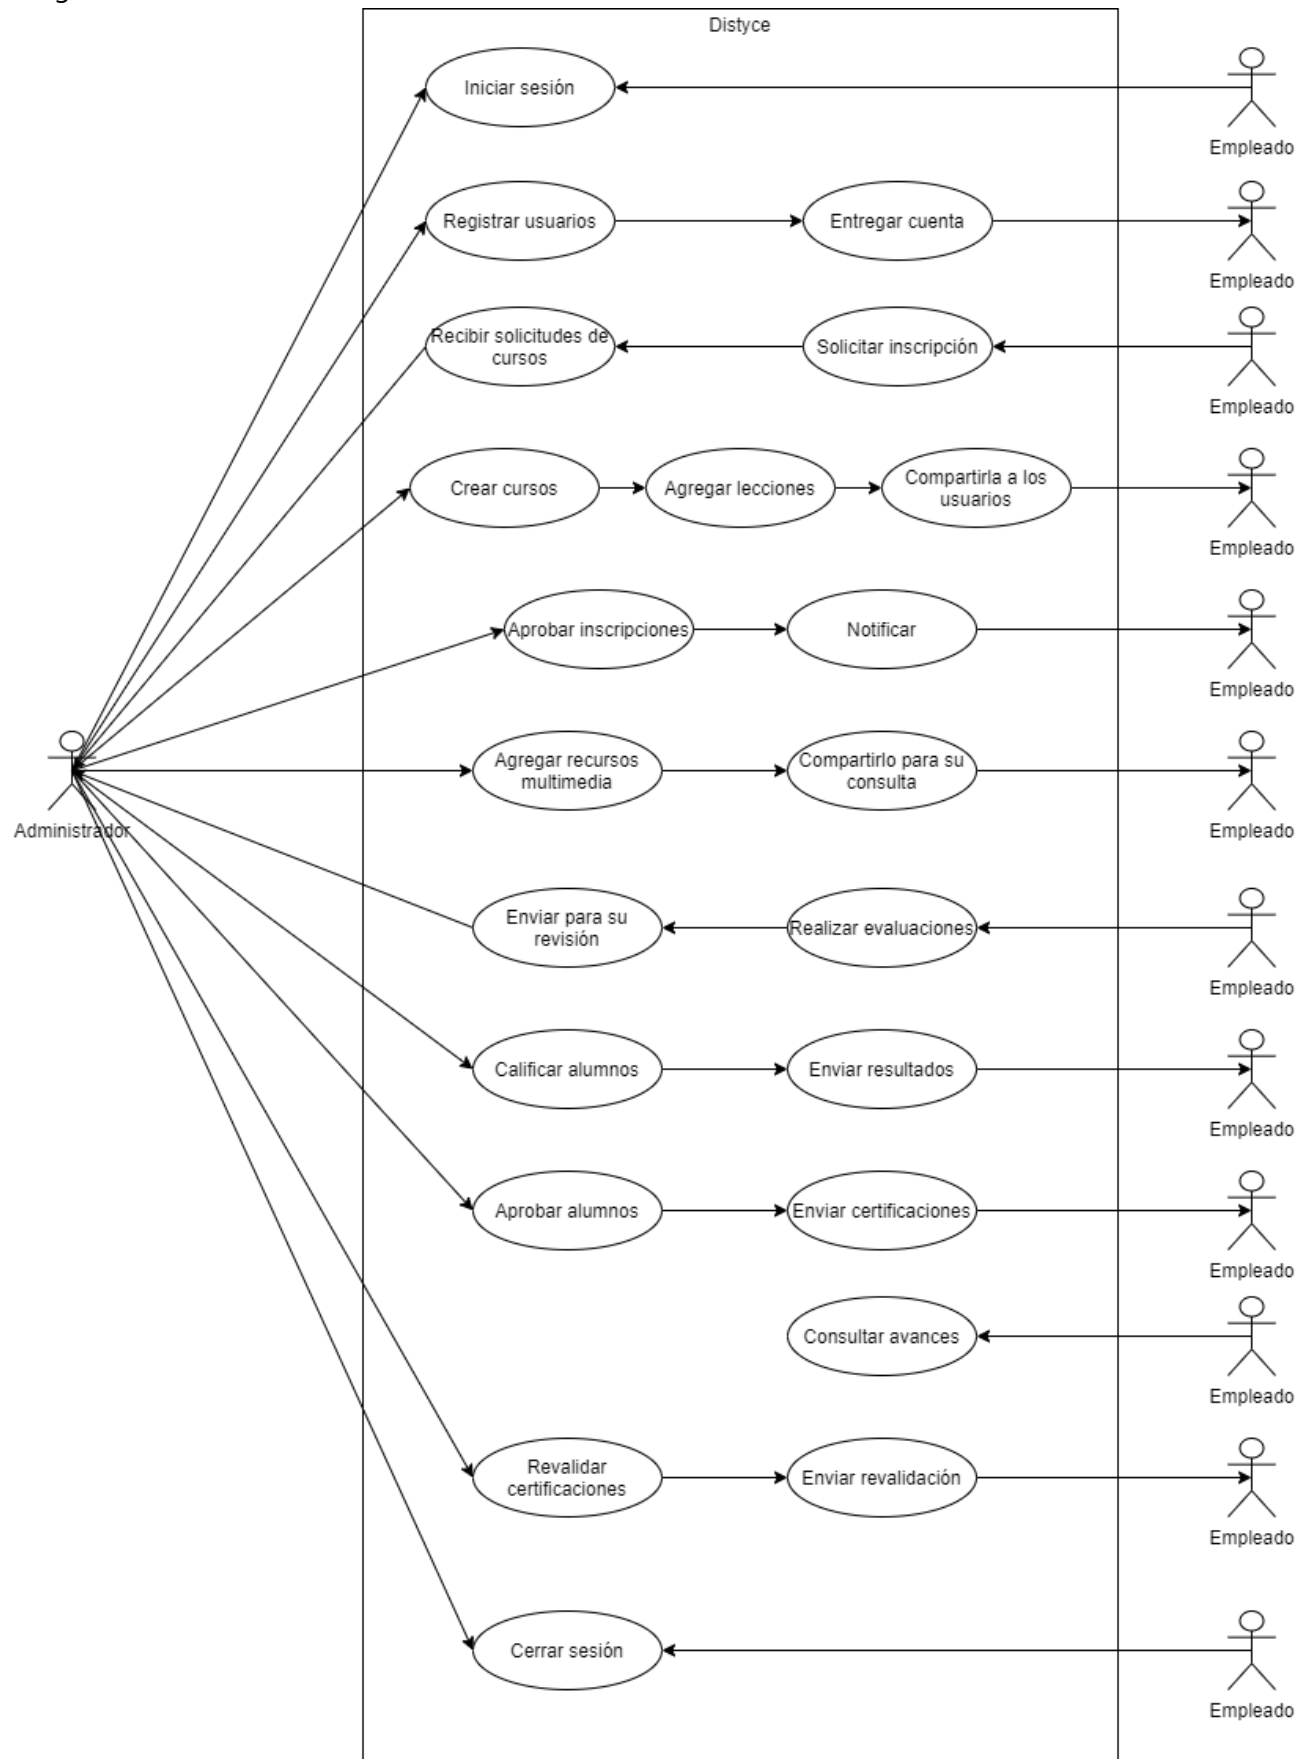 Distyce
Iniciar sesión
Empleado
Registrar usuarios
Entregar cuenta
Empleado
Recibir solicitudes de
cursos
Solicitar inscripción
Empleado
Crear cursos
Agregar lecciones
Compartirla a los
usuarios
Empleado
Aprobar inscripciones
Notificar
Empleado
Administrador
Agregar recursos
multimedia
Compartirlo para su
consulta
Empleado
Enviar para su
revisión
Realizar evaluaciones
Empleado
Calificar alumnos
Enviar resultados
Empleado
Aprobar alumnos
Enviar certificaciones
Empleado
Consultar avances
Empleado
Revalidar
certificaciones
Enviar revalidación
Empleado
Cerrar sesión
Empleado